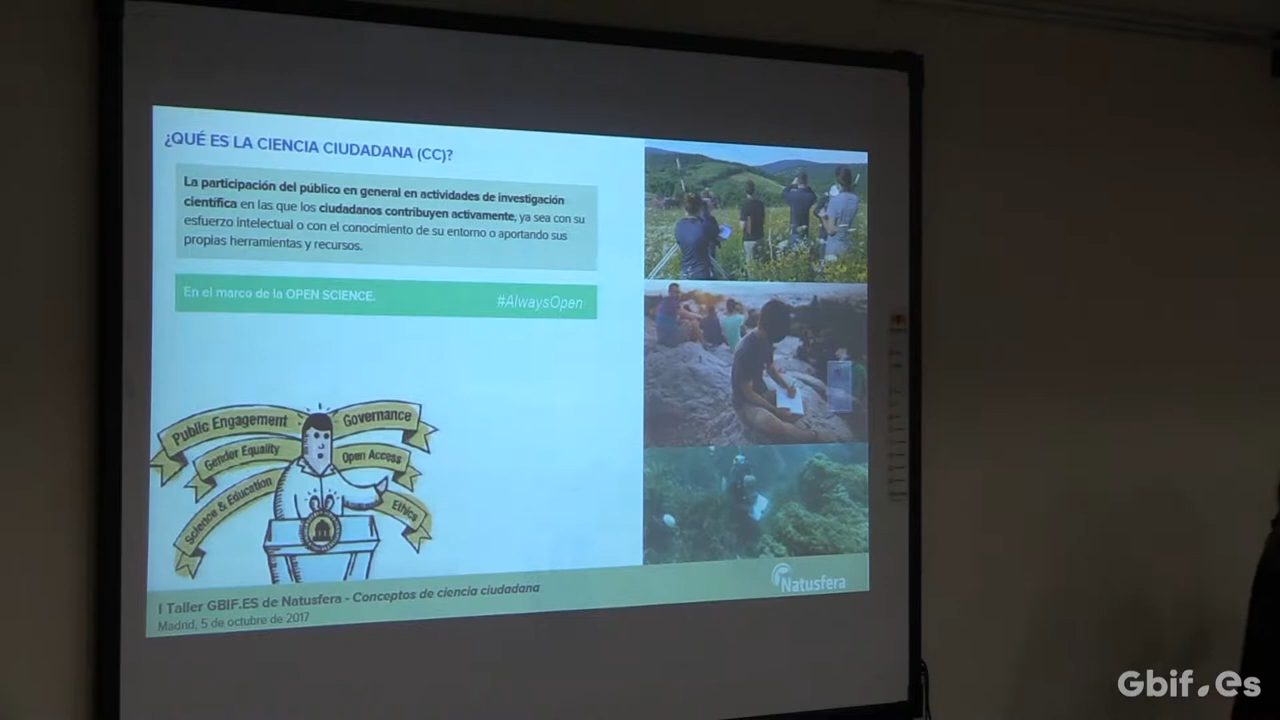 ¿QUÉ ES LA CIENCIA CIUDADANA (CC)?
La participación del público en general en actividades de investigación
científica en las que los ciudadanos contribuyen activamente, ya sea con su
esfuerzo intelectual o con el conocimiento de su entorno o aportando sus
propias herramientas y recursos.
En el marco de la OPEN SCIENCE.
#AlwaysOpen
Public Engagement
Governance
Gender Equality
Open Access
Science & Education
Ethics
I Taller GBIF.ES de Natusfera - Conceptos de ciencia ciudadana
Madrid, 5 de octubre de 2017
Natusfera
Gbif.es